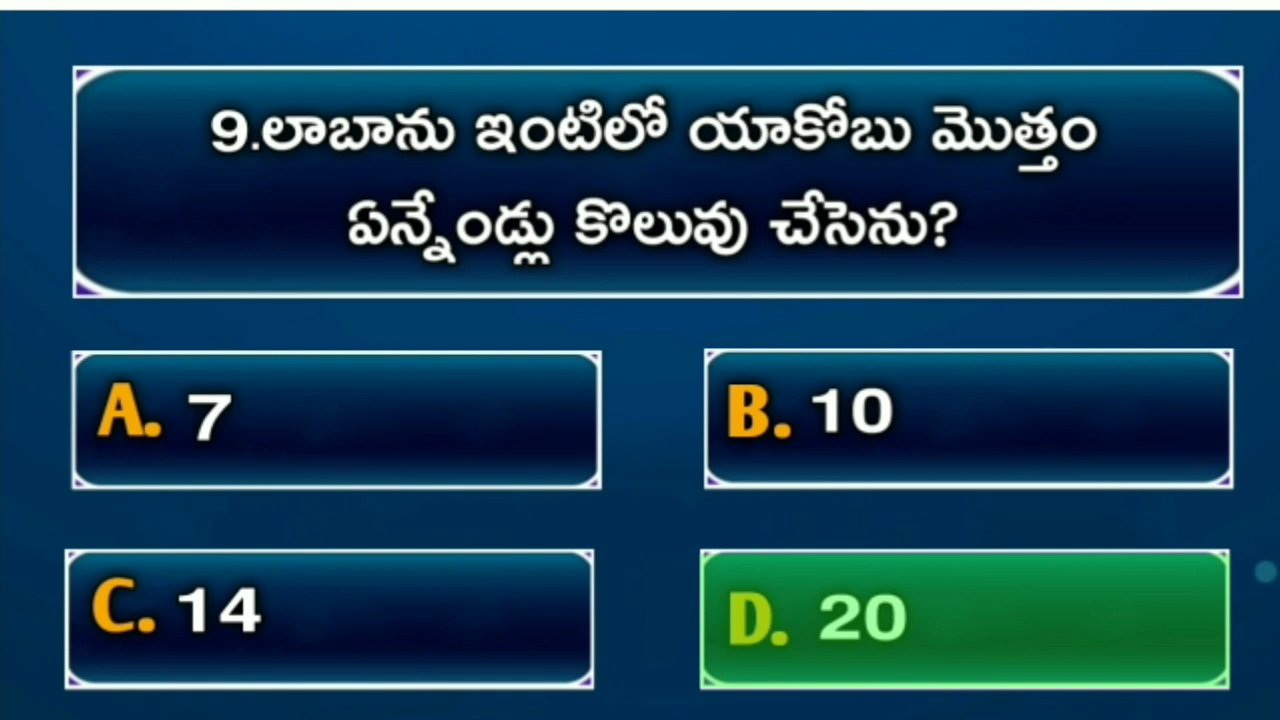 9.లాబాను ఇంటిలో యాకోబు మొత్తం
ఏన్నేండ్లు కొలువు చేసెను?
A. 7
B. 10
C. 14
D. 20